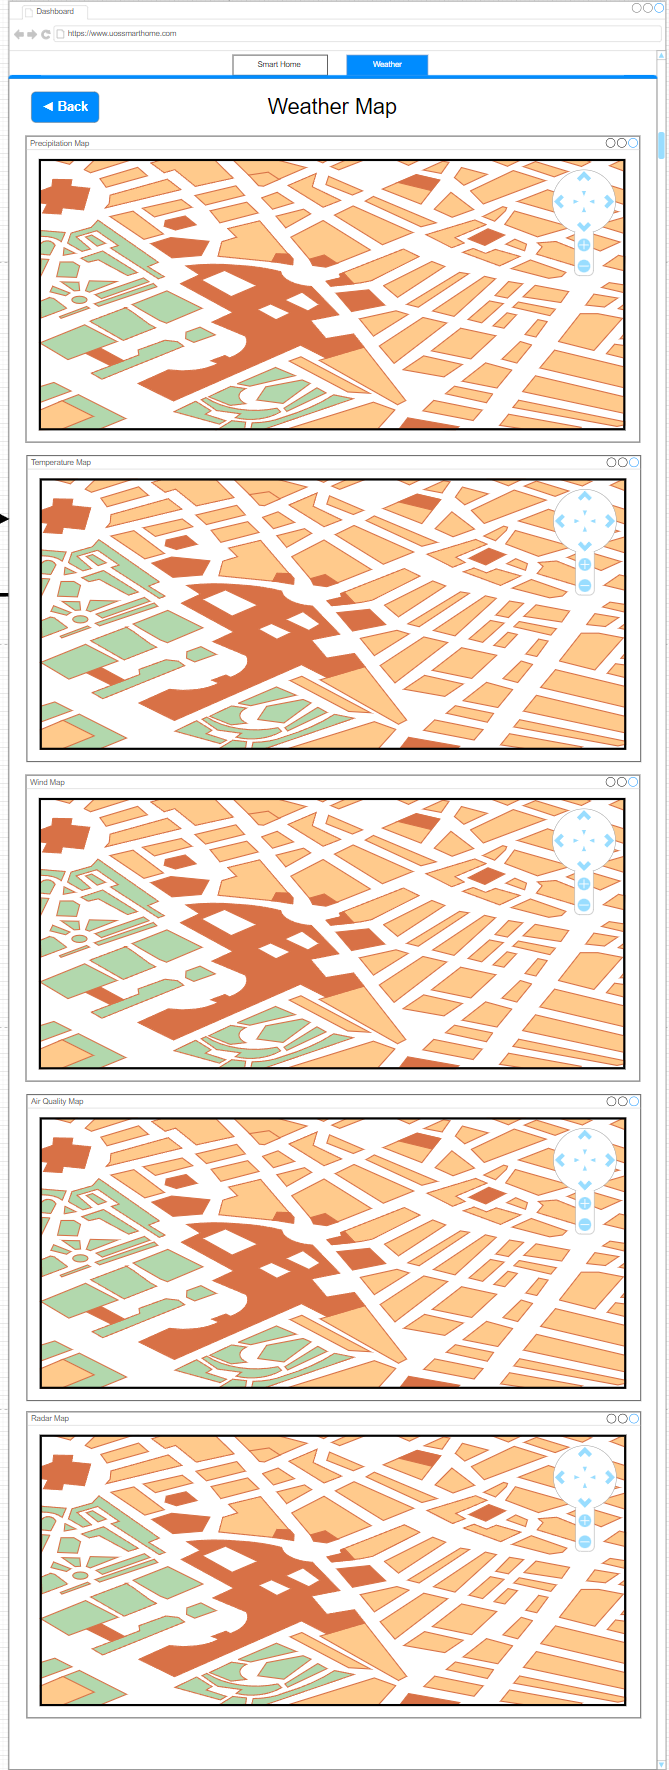 Dashboard
https://www.uossmarthome.com
Smart Home
Weather
◄ Back
Weather Map
Precipitation Map
Temperature Map
Wind Map
Air Quality Map
Radar Map